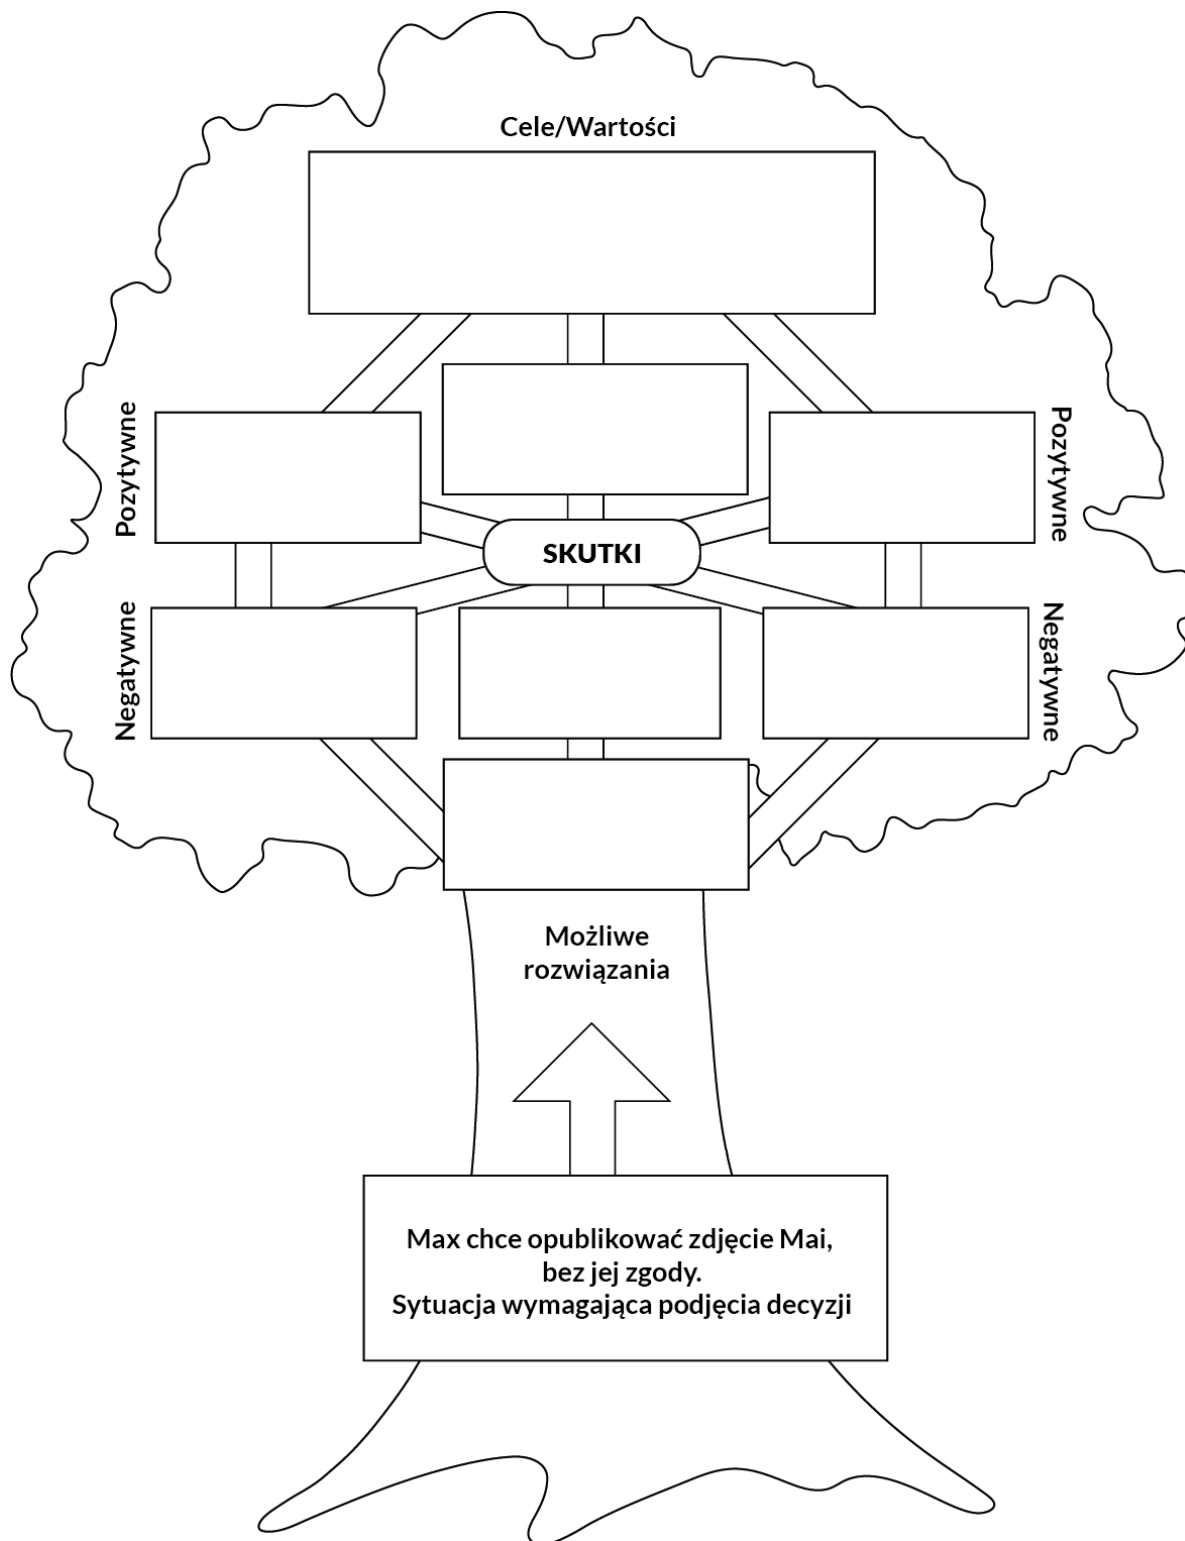 Cele/Wartości
Pozytywne
Pozytywne
SKUTKI
Negatywne
Negatywne
Możliwe
rozwiązania
Max chce opublikować zdjęcie Mai,
bez jej zgody.
Sytuacja wymagająca podjęcia decyzji